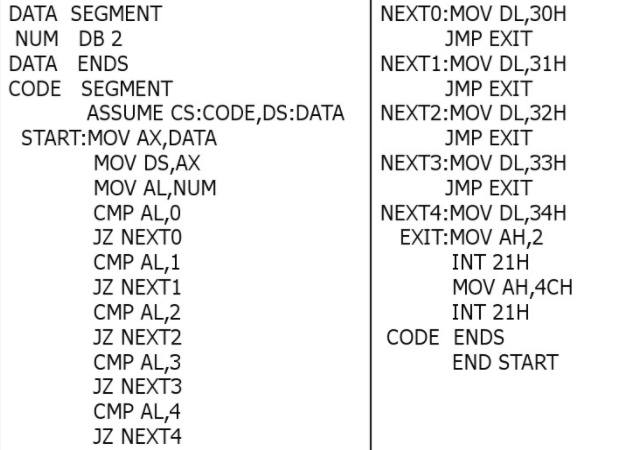 DATA SEGMENT
NUM DB 2
DATA ENDS
CODE SEGMENT
ASSUME CS:CODE,DS:DATA
START:MOV AX,DATA
MOV DS,AX
MOV AL,NUM
CMP AL,0
JZ NEXT0
CMP AL,1
JZ NEXT1
CMP AL,2
JZ NEXT2
CMP AL,3
JZ NEXT3
CMP AL,4
JZ NEXT4
NEXT0:MOV DL,30H
JMP EXIT
NEXT1:MOV DL,31H
JMP EXIT
NEXT2:MOV DL,32H
JMP EXIT
NEXT3:MOV DL,33H
JMP EXIT
NEXT4:MOV DL,34H
EXIT:MOV AH,2
INT 21H
MOV AH,4CH
INT 21H
CODE ENDS
END START